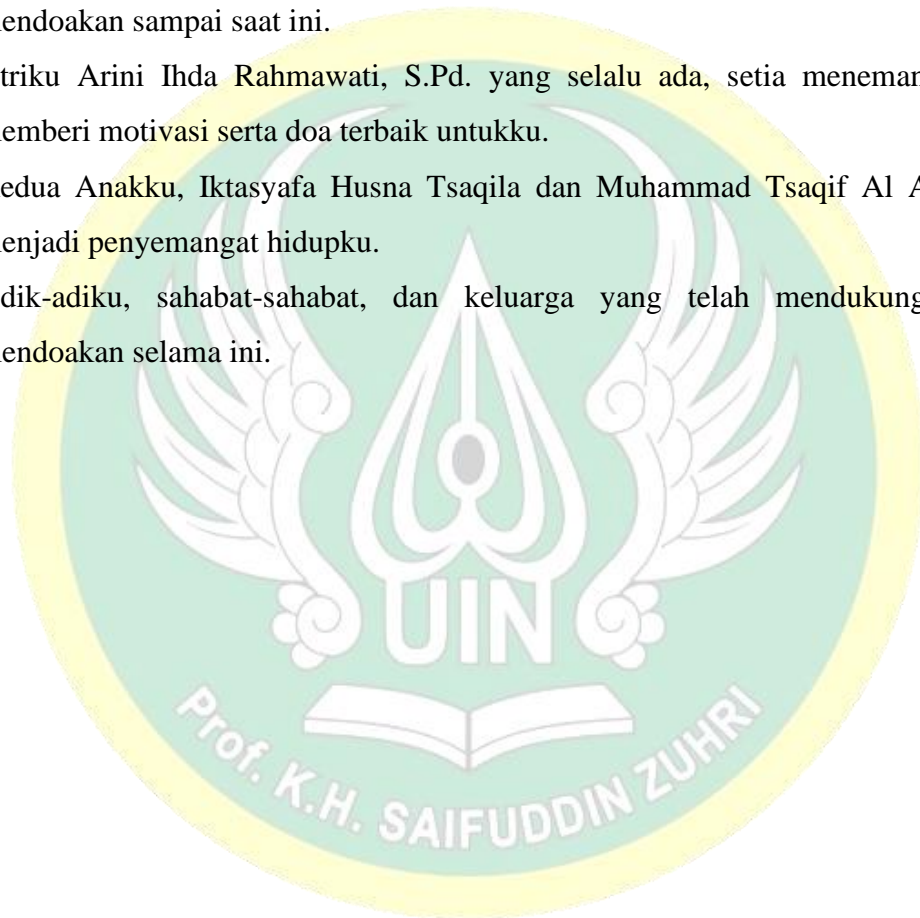 endoakan sampai saat ini.
triku Arini Ihda Rahmawati, S.Pd. yang selalu ada, setia meneman
emberi motivasi serta doa terbaik untukku.
edua Anakku, Iktasyafa Husna Tsaqila dan Muhammad Tsaqif Al A
enjadi penyemangat hidupku.
dik-adiku, sahabat-sahabat, dan keluarga yang telah mendukung
endoakan selama ini.
UIN
Prof. K.H. SAIFUDDIN ZUHRI